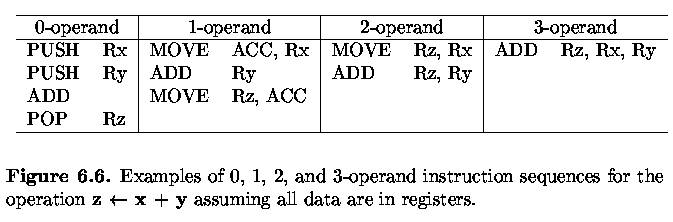 0-operand 1-operand 2-operand 3-operand
PUSH Rx MOVE ACC, Rx MOVE Rz, Rx ADD Rz, Rx, Ry
PUSH Ry ADD Ry ADD Rz, Ry
ADD MOVE Rz, ACC
POP Rz
Figure 6.6. Examples of 0, 1, 2, and 3-operand instruction sequences for the
operation z ← x + y assuming all data are in registers.